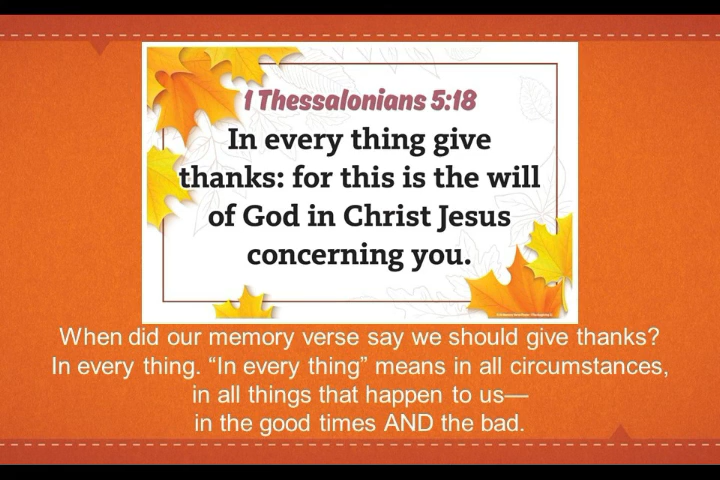 1 Thessalonians 5:18
In every thing give
thanks: for this is the will
of God in Christ Jesus
concerning you.
When did our memory verse say we should give thanks?
In every thing. “In every thing” means in all circumstances,
in all things that happen to us—
in the good times AND the bad.